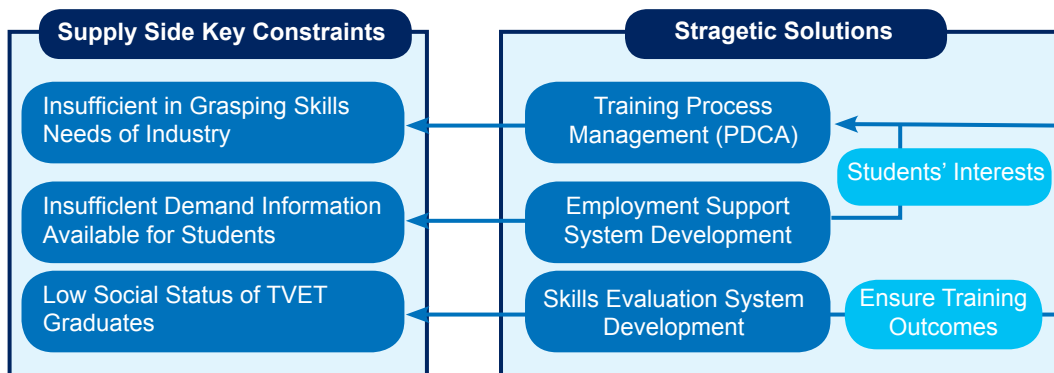 Supply Side Key Constraints
Insufficient in Grasping Skills
Needs of Industry
Insufficient Demand Information
Available for Students
Low Social Status of TVET
Graduates
Stragetic Solutions
Training Process
Management (PDCA)
Students’ Interests
Employment Support
System Development
Skills Evaluation System
Development
Ensure Training
Outcomes